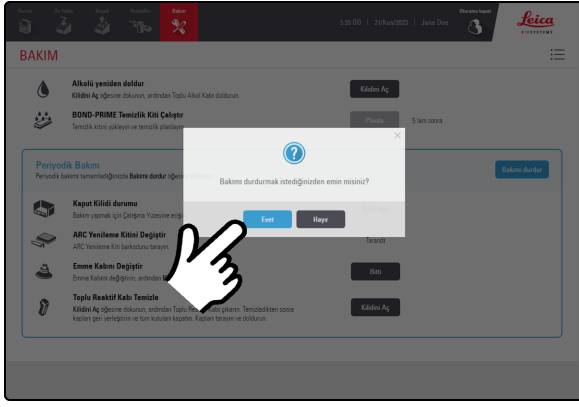 Bakım
Oturumu kapat
5:35 ÖÖ | 21/Kas/2023 | Jane Doe
Leica
BIOSYSTEMS
BAKIM
Alkolü yeniden doldur
Kilidini Aç öğesine dokunun, ardından Toplu Alkol Kabı doldurun.
Kilidini Aç
BOND-PRIME Temizlik Kiti Çalıştır
Temizlik kitini yükleyin ve temizlik planlayın
Planla
5 lam sonra
Periyodik Bakım
Periyodik bakımı tamamladığınızda Bakımı durdur
Bakımı durdur
Bakımı durdurmak istediğinizden emin misiniz?
Evet
Hayır
Kaput Kilidi durumu
Bakım yapmak için Çalışma Yüzeyine
ARC Yenileme Kitini Değiştir
ARC Yenileme Kiti barkodunu tarayın.
Tarandı
Emme Kabını Değiştir
Emme Kabını değiştirin, ardından
Bitti
Toplu Reaktif Kabı Temizle
Kilidini Aç öğesine dokunun, ardından Toplu Kabı çıkarın. Temizledikten sonra
kapları geri yerleştirin ve tüm kutuları kapatın. Kapları tarayın ve doldurun.
Kilidini Aç